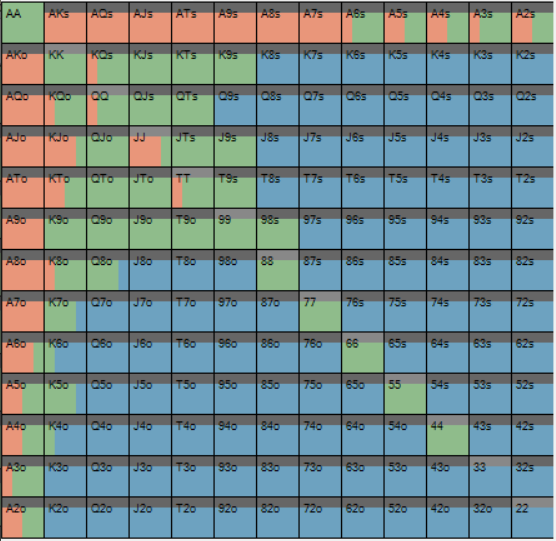 AA AKs AQs AJs ATs A9s A8s A7s A6s A5s A4s A3s A2s
AKo KK KQs KJs KTs K9s K8s K7s K6s K5s K4s K3s K2s
AQo KQo QQ QJs QTs Q9s Q8s Q7s Q6s Q5s Q4s Q3s Q2s
AJo KJo QJo JJ JTs J9s J8s J7s J6s J5s J4s J3s J2s
ATo KTo QTo JTo TT T9s T8s T7s T6s T5s T4s T3s T2s
A9o K9o Q9o J9o T9o 99 98s 97s 96s 95s 94s 93s 92s
A8o K8o Q8o J8o T8o 98o 88 87s 86s 85s 84s 83s 82s
A7o K7o Q7o J7o T7o 97o 87o 77 76s 75s 74s 73s 72s
A6o K6o Q6o J6o T6o 96o 86o 76o 66 65s 64s 63s 62s
A5o K5o Q5o J5o T5o 95o 85o 75o 65o 55 54s 53s 52s
A4o K4o Q4o J4o T4o 94o 84o 74o 64o 54o 44 43s 42s
A3o K3o Q3o J3o T3o 93o 83o 73o 63o 53o 43o 33 32s
A2o K2o Q2o J2o T2o 92o 82o 72o 62o 52o 42o 32o 22